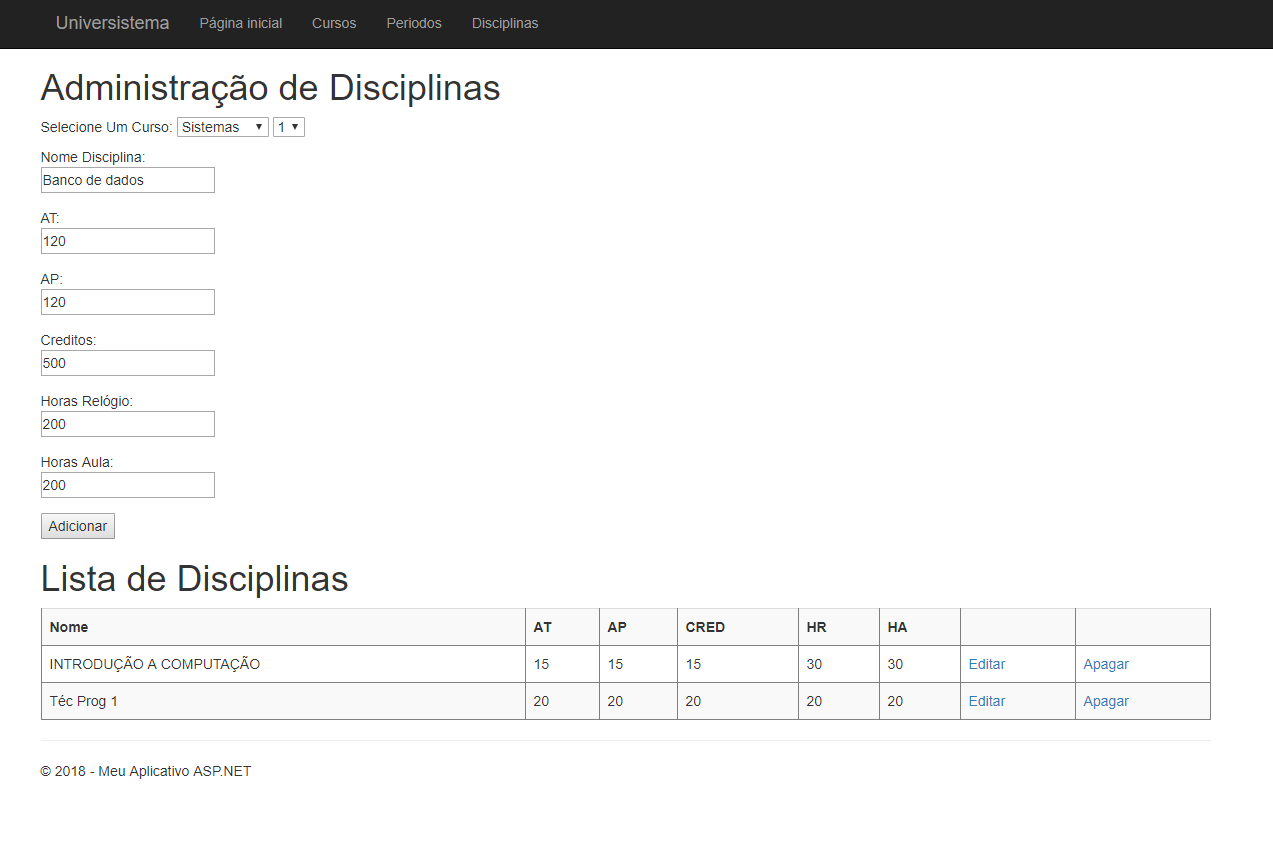 Universistema Página inicial Cursos Periodos Disciplinas
Administração de Disciplinas
Selecione Um Curso: Sistemas 1
Nome Disciplina:
Banco de dados
AT:
120
AP:
120
Creditos:
500
Horas Relógio:
200
Horas Aula:
200
Adicionar
Lista de Disciplinas
Nome AT AP CRED HR HA
INTRODUÇÃO A COMPUTAÇÃO 15 15 15 30 30 Editar Apagar
Téc Prog 1 20 20 20 20 20 Editar Apagar
© 2018 - Meu Aplicativo ASP.NET